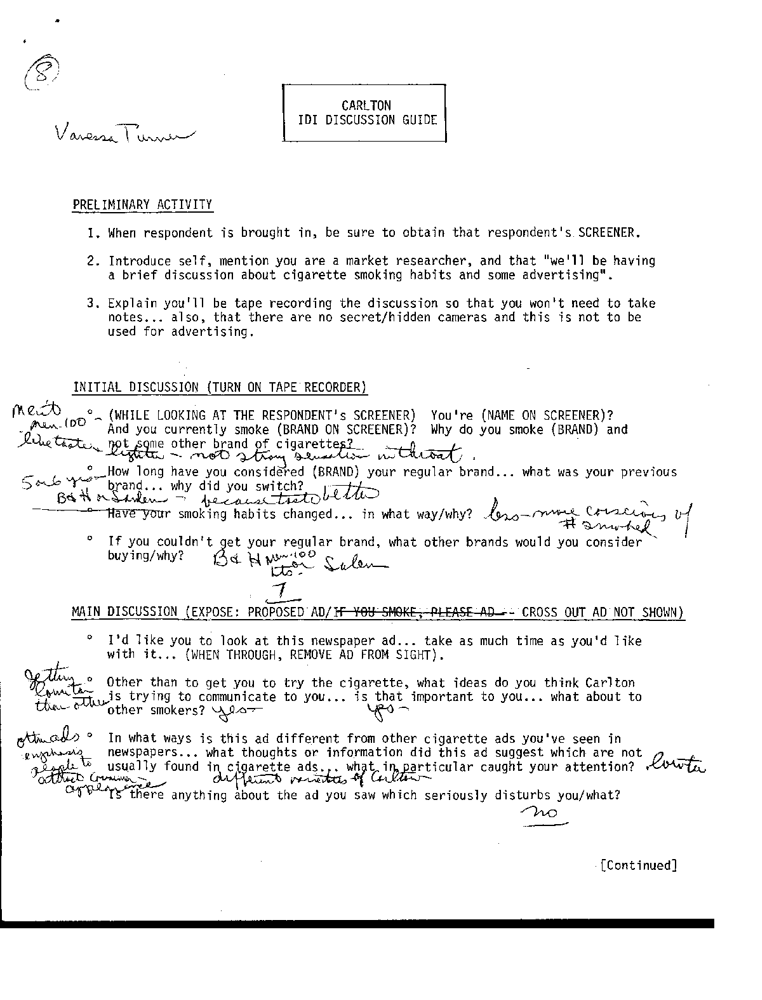 8
CARLTON
IDI DISCUSSION GUIDE
Vanessa Turner
PRELIMINARY ACTIVITY
1. When respondent is brought in, be sure to obtain that respondent's SCREENER.
2. Introduce self, mention you are a market researcher, and that "we'll be having
a brief discussion about cigarette smoking habits and some advertising".
3. Explain you'll be tape recording the discussion so that you won't need to take
notes... also, that there are no secret/hidden cameras and this is not to be
used for advertising.
INITIAL DISCUSSION (TURN ON TAPE RECORDER)
Merit
men. 100
° (WHILE LOOKING AT THE RESPONDENT's SCREENER) You're (NAME ON SCREENER)?
And you currently smoke (BRAND ON SCREENER)? Why do you smoke (BRAND) and
like taste
not some other brand of cigarettes?
lighter - not strong sensation in throat.
° How long have you considered (BRAND) your regular brand... what was your previous
5 or 6 yrs
brand... why did you switch?
B&H or Salem - because taste better
° Have your smoking habits changed... in what way/why? less - more conscious of
# smoked
° If you couldn't get your regular brand, what other brands would you consider
buying/why? B&H men. 100
Lts. or Salem
7
MAIN DISCUSSION (EXPOSE: PROPOSED AD/IF YOU SMOKE, PLEASE AD -- CROSS OUT AD NOT SHOWN)
° I'd like you to look at this newspaper ad... take as much time as you'd like
with it... (WHEN THROUGH, REMOVE AD FROM SIGHT).
° Other than to get you to try the cigarette, what ideas do you think Carlton
Getting
lower tar
than other
is trying to communicate to you... is that important to you... what about to
other smokers? yes yes -
° In what ways is this ad different from other cigarette ads you've seen in
other ads
emphasis
people to
attract
newspapers... what thoughts or information did this ad suggest which are not
usually found in cigarette ads... what in particular caught your attention? low ta
different varieties of Carlton
appearance
° Is there anything about the ad you saw which seriously disturbs you/what?
no
[Continued]